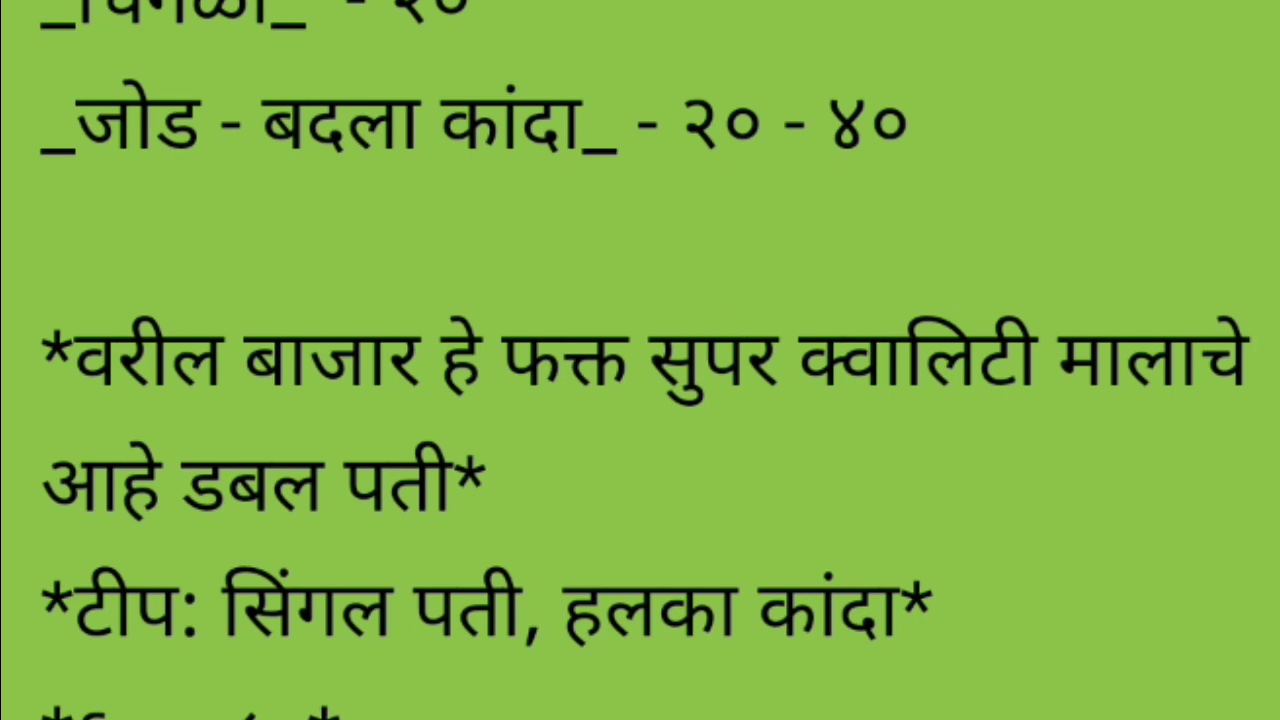 _जोड - बदला कांदा_ - २० - ४०
*वरील बाजार हे फक्त सुपर क्वालिटी मालाचे
आहे डबल पती*
*टीप: सिंगल पती, हलका कांदा*